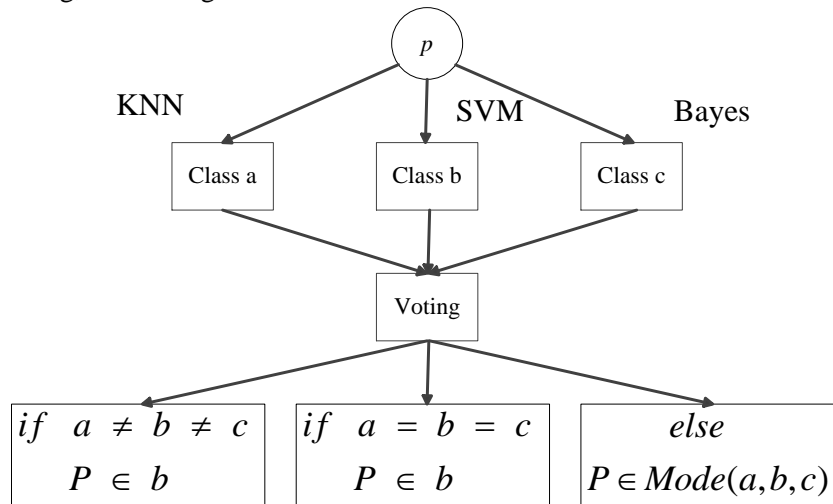 p
KNN
SVM
Bayes
Class a
Class b
Class c
Voting
if a ≠ b ≠ c
P ∈ b
if a = b = c
P ∈ b
else
P ∈ Mode(a,b,c)